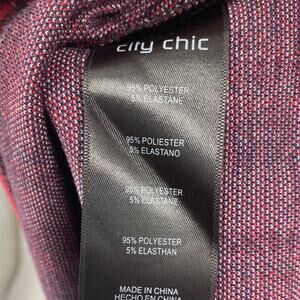 city chic
95% POLYESTER
5% ELASTANE
95% POLIESTER
5% ELASTANO
95% POLYESTER
5% ELASTANE
95% POLYESTER
5% ELASTHAN
MADE IN CHINA
HECHO EN CHINA